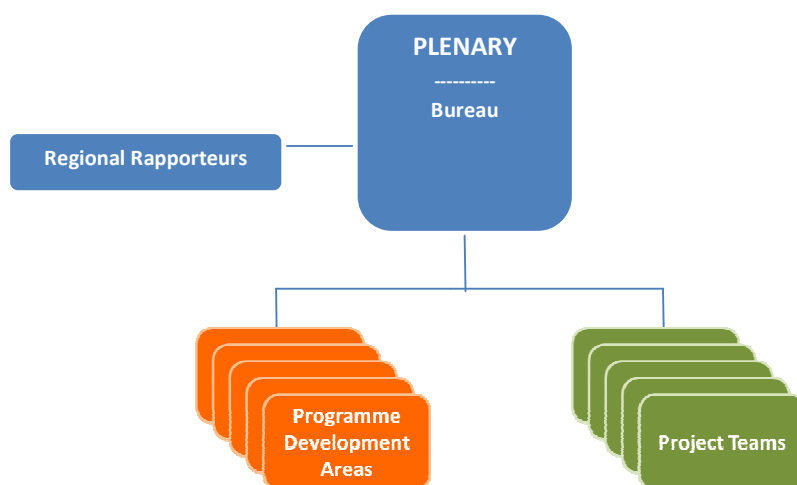 PLENARY
----------
Bureau
Regional Rapporteurs
Programme
Development
Areas
Project Teams